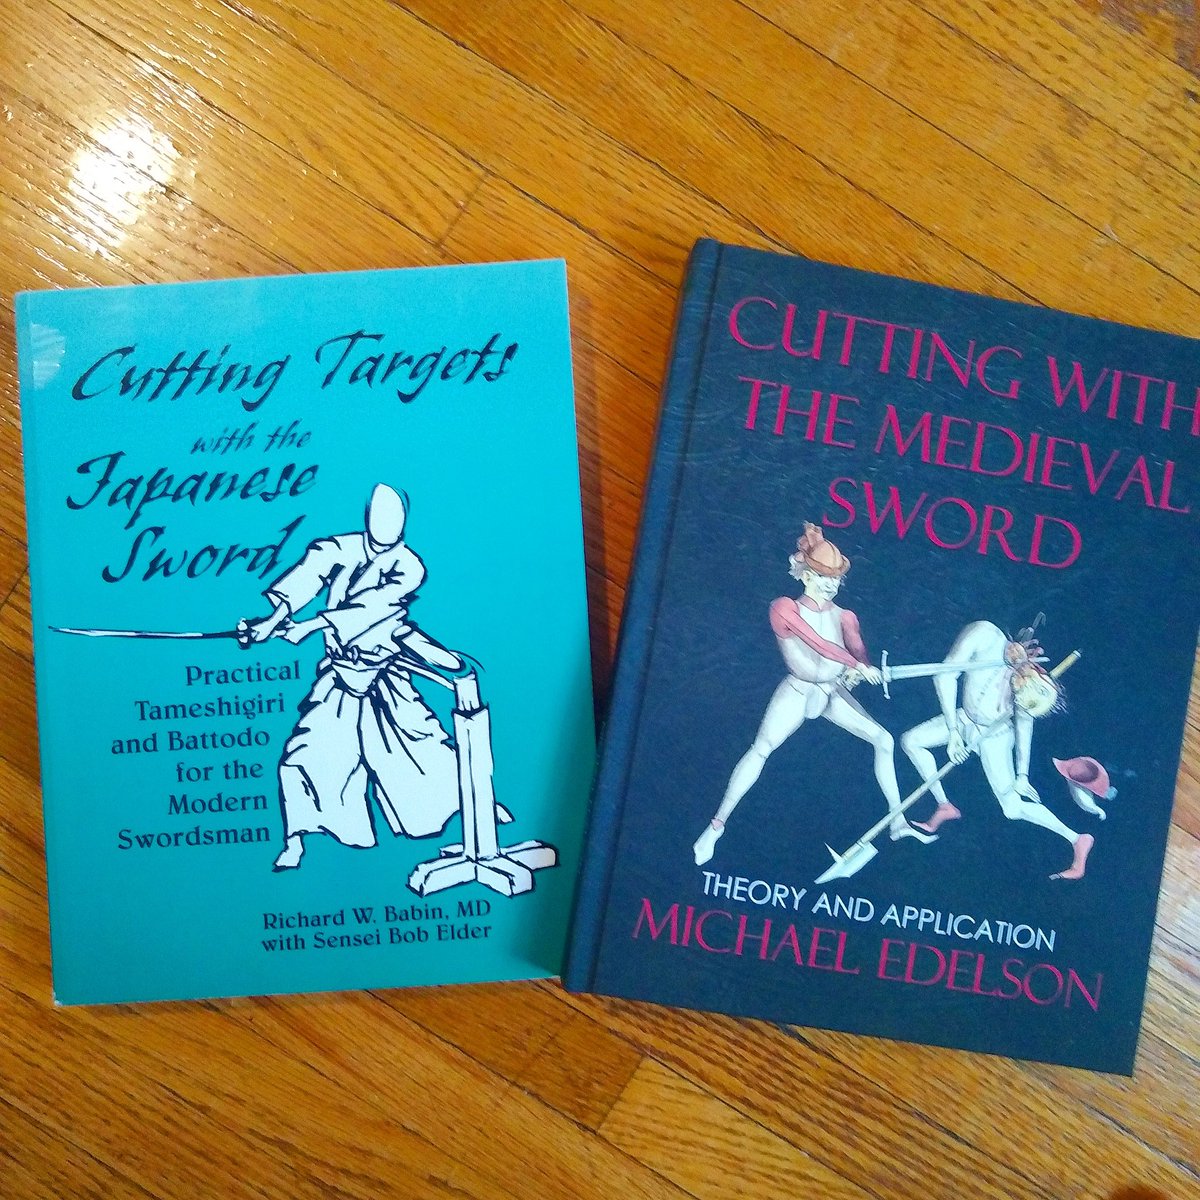 Cutting Targets
with the
Japanese
Sword
Practical
Tameshigiri
and Battodo
for the
Modern
Swordsman
Richard W. Babin, MD
with Sensei Bob Elder
CUTTING WITH
THE MEDIEVAL
SWORD
THEORY AND APPLICATION
MICHAEL EDELSON